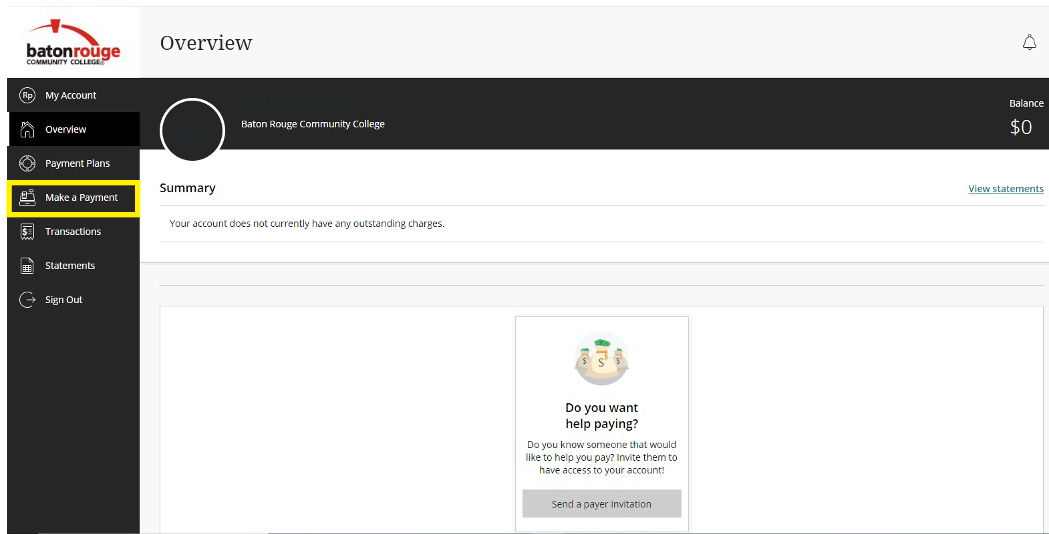 batonrouge
COMMUNITY COLLEGE
Overview
Rp My Account
Overview
Payment Plans
Make a Payment
Transactions
Statements
Sign Out
Baton Rouge Community College
Balance
$0
Summary
View statements
Your account does not currently have any outstanding charges.
$ $ $
Do you want
help paying?
Do you know someone that would
like to help you pay? Invite them to
have access to your account!
Send a payer invitation